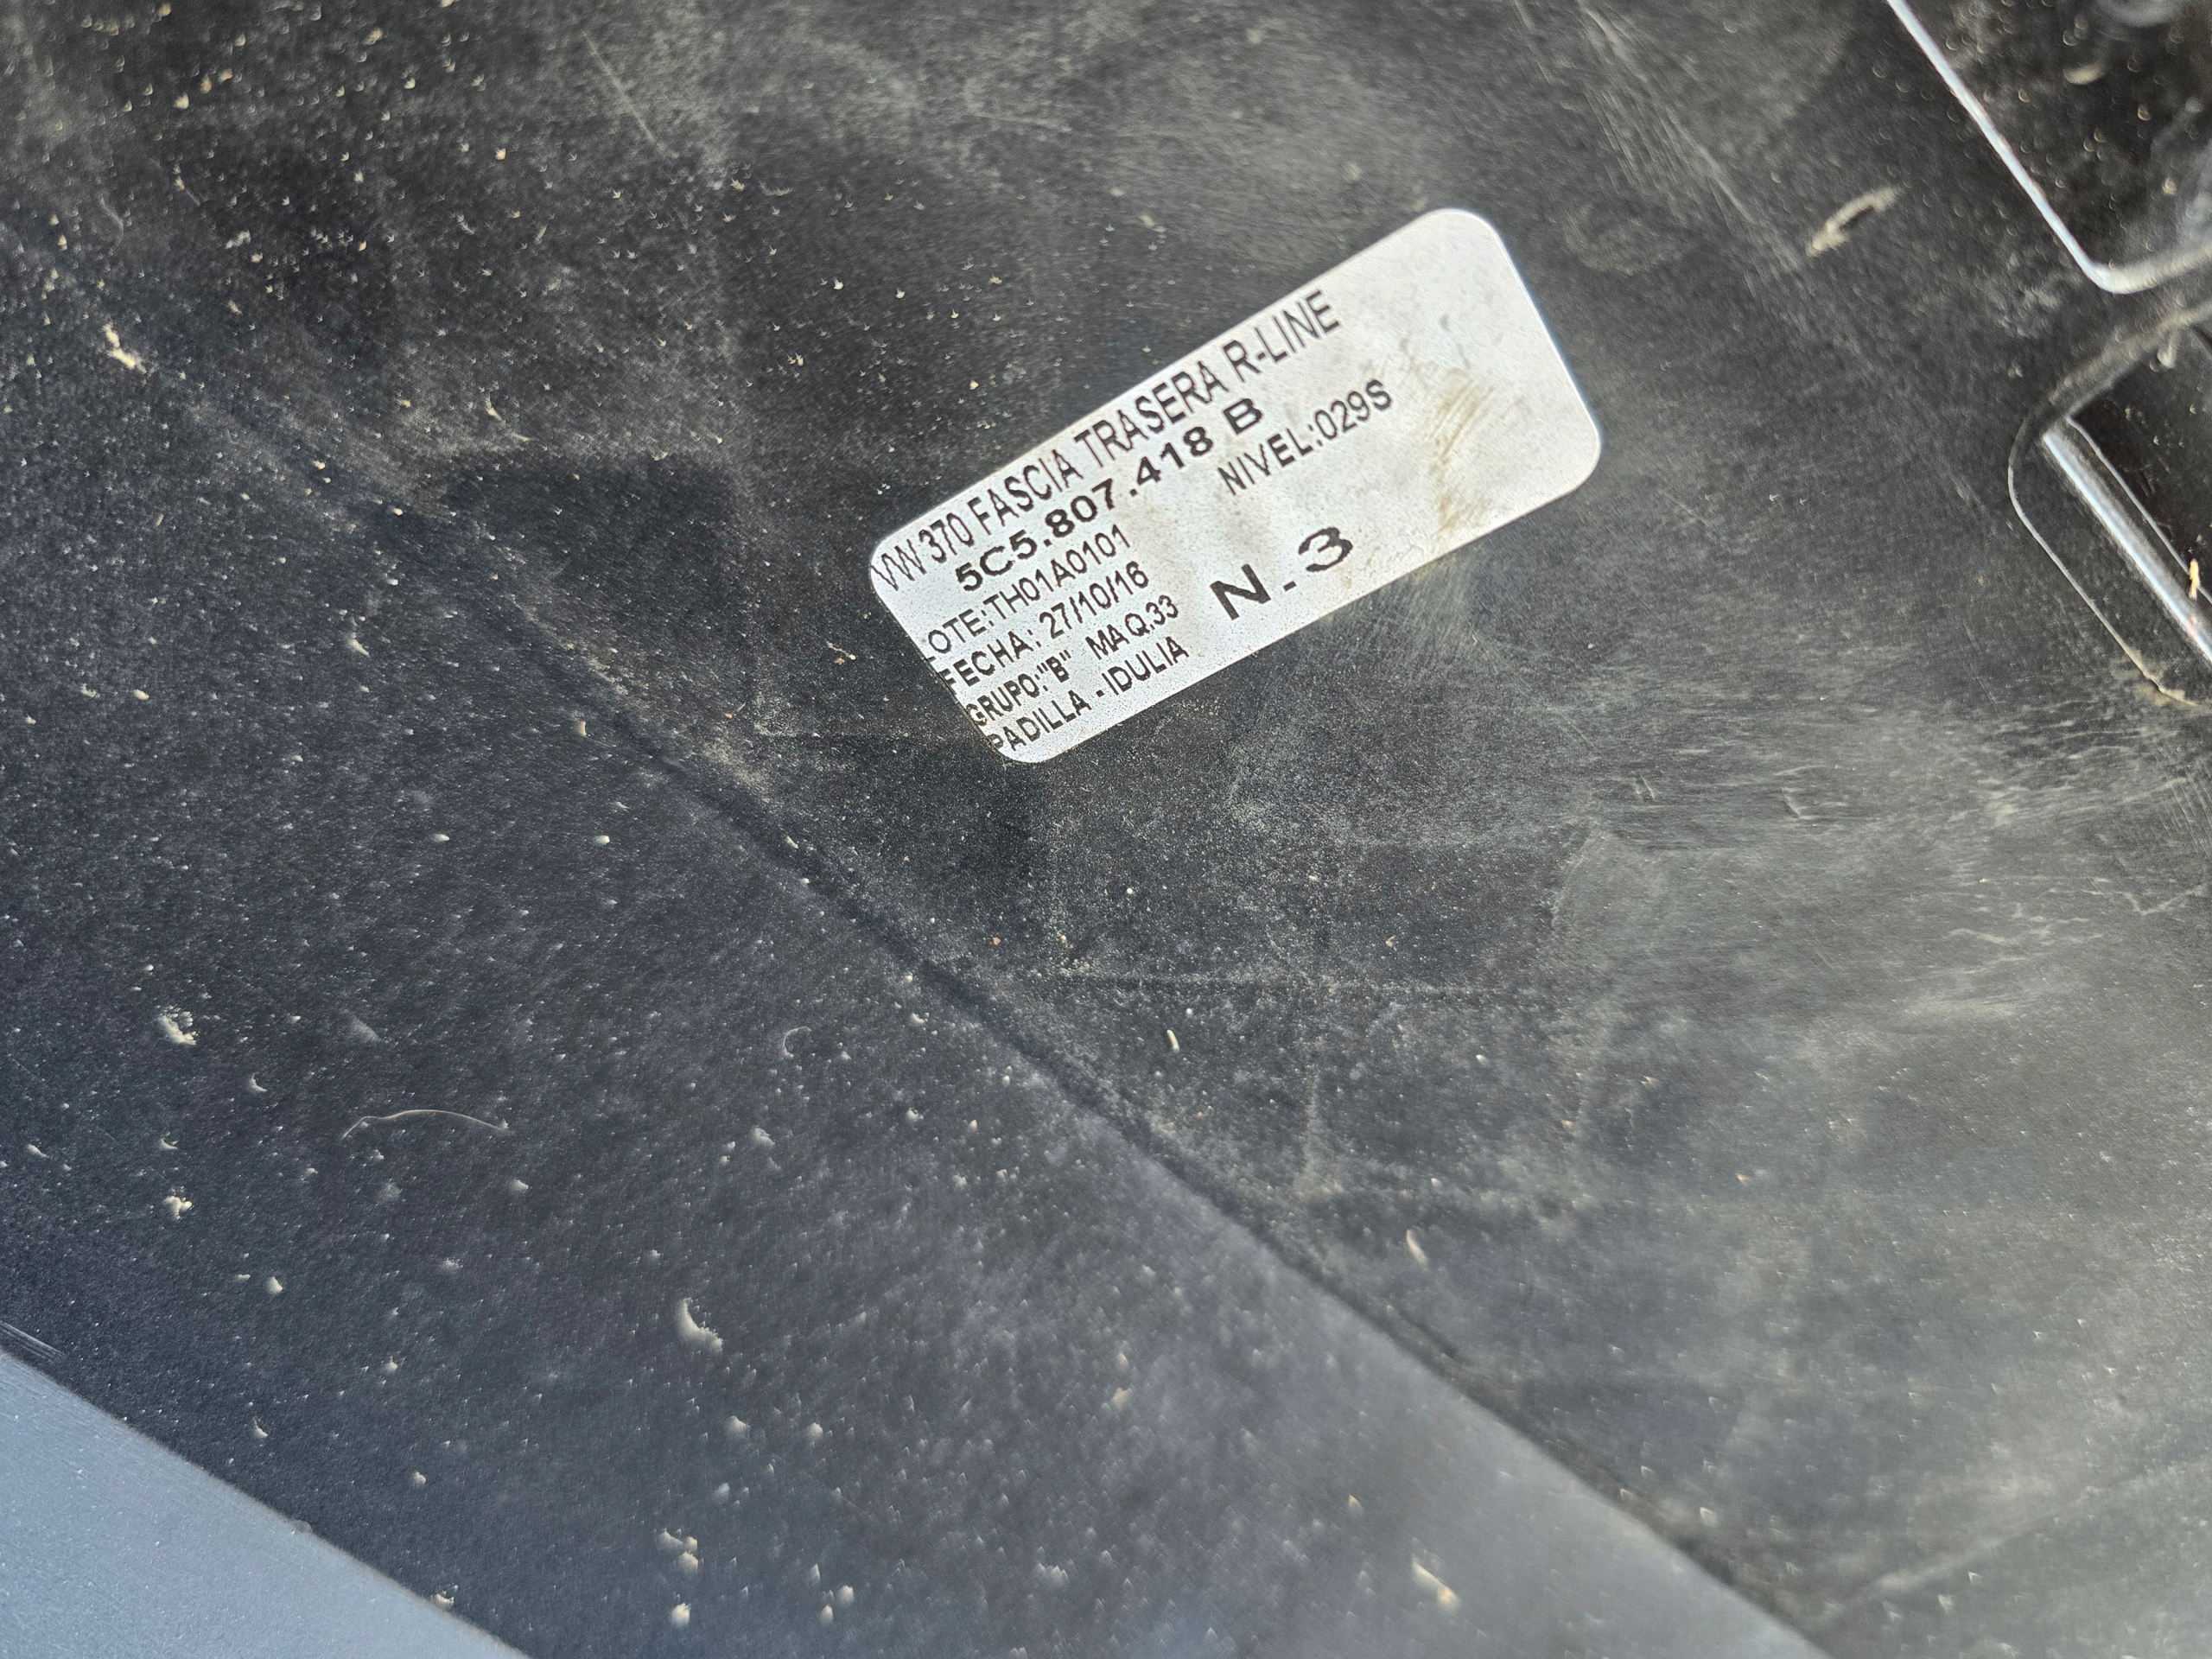 VW 370 FASCIA TRASERA R-LINE
5C5.807.418 B
LOTE:TH01A0101 NIVEL:029S
FECHA: 27/10/16
GRUPO:"B" MAQ.33 N.3
PADILLA - IDULIA